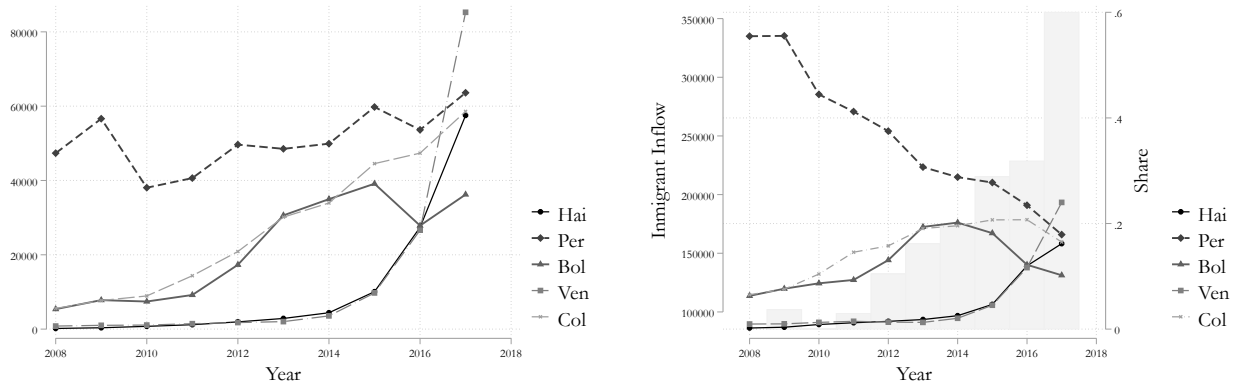 80000
60000
40000
20000
0
2008
2010
2012
2014
2016
2018
Year
Hai
Per
Bol
Ven
Col
Immigrant Inflow
350000
300000
250000
200000
150000
100000
.6
.4
.2
0
Share
2008
2010
2012
2014
2016
2018
Year
Hai
Per
Bol
Ven
Col